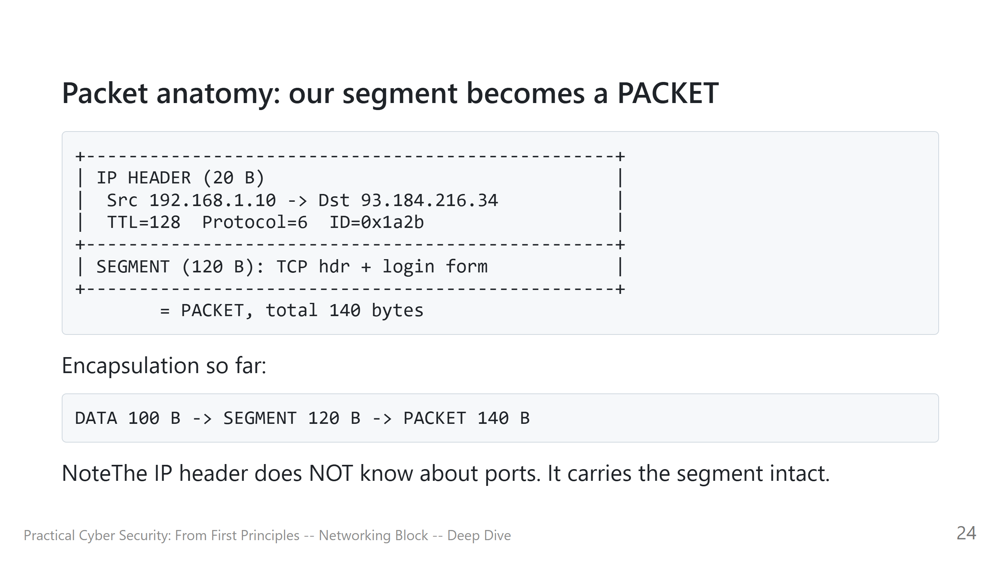 Packet anatomy: our segment becomes a PACKET
+--------------------------------------------------+
| IP HEADER (20 B)                                 |
|  Src 192.168.1.10 -> Dst 93.184.216.34           |
|  TTL=128  Protocol=6  ID=0x1a2b                  |
+--------------------------------------------------+
| SEGMENT (120 B): TCP hdr + login form            |
+--------------------------------------------------+
        = PACKET, total 140 bytes
Encapsulation so far:
DATA 100 B -> SEGMENT 120 B -> PACKET 140 B
NoteThe IP header does NOT know about ports. It carries the segment intact.
Practical Cyber Security: From First Principles -- Networking Block -- Deep Dive
24